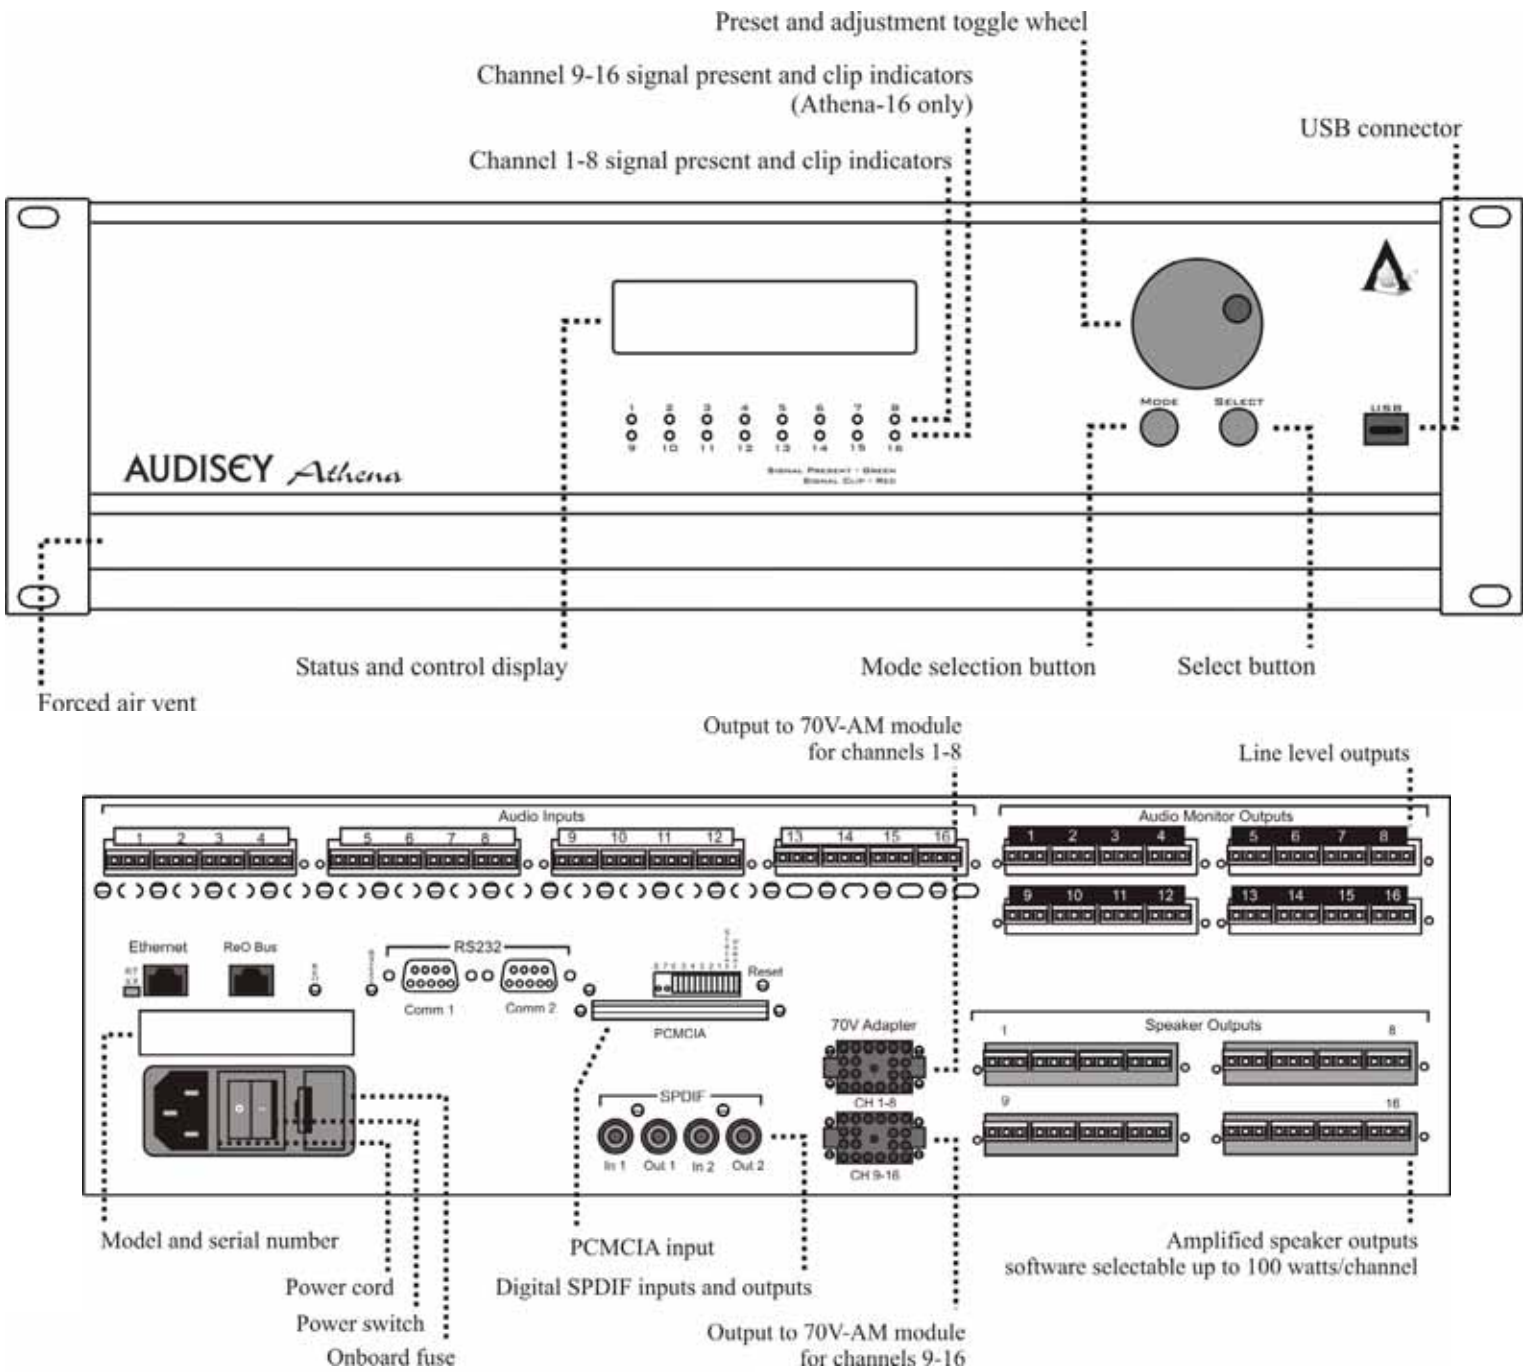 Preset and adjustment toggle wheel
Channel 9-16 signal present and clip indicators
(Athena-16 only)
USB connector
Channel 1-8 signal present and clip indicators
1 2 3 4 5 6 7 8
9 10 11 12 13 14 15 16
MODE SELECT
USB
AUDISEY Athena
SIGNAL PRESENT - GREEN
SIGNAL CLIP - RED
Status and control display
Mode selection button
Select button
Forced air vent
Output to 70V-AM module
for channels 1-8
Line level outputs
Audio Inputs
Audio Monitor Outputs
1 2 3 4 5 6 7 8 9 10 11 12 13 14 15 16
1 2 3 4 5 6 7 8
9 10 11 12 13 14 15 16
Ethernet
ReO Bus
RS232
Comm 1
Comm 2
Reset
PCMCIA
70V Adapter
CH 1-8
CH 9-16
Speaker Outputs
1 8
9 16
SPDIF
In 1 Out 1 In 2 Out 2
Model and serial number
Power cord
Power switch
Onboard fuse
PCMCIA input
Digital SPDIF inputs and outputs
Output to 70V-AM module
for channels 9-16
Amplified speaker outputs
software selectable up to 100 watts/channel